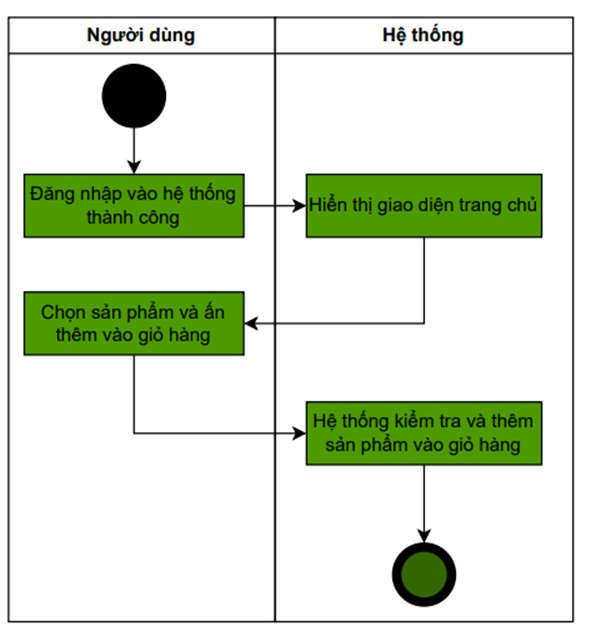 Người dùng
Hệ thống
Đăng nhập vào hệ thống
thành công
Hiển thị giao diện trang chủ
Chọn sản phẩm và ấn
thêm vào giỏ hàng
Hệ thống kiểm tra và thêm
sản phẩm vào giỏ hàng